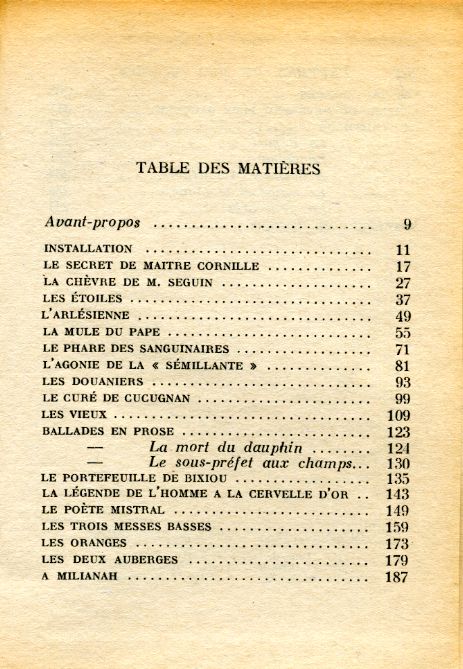 TABLE DES MATIÈRES
Avant-propos ............................ 9
INSTALLATION ............................. 11
LE SECRET DE MAITRE CORNILLE .............. 17
LA CHÈVRE DE M. SEGUIN .................... 27
LES ÉTOILES ................................ 37
L'ARLÉSIENNE ............................... 49
LA MULE DU PAPE ........................... 55
LE PHARE DES SANGUINAIRES .................. 71
L'AGONIE DE LA « SÉMILLANTE » .............. 81
LES DOUANIERS .............................. 93
LE CURÉ DE CUCUGNAN ....................... 99
LES VIEUX ................................. 109
BALLADES EN PROSE ......................... 123
— La mort du dauphin ........ 124
— Le sous-préfet aux champs... 130
LE PORTEFEUILLE DE BIXIOU .................. 135
LA LÉGENDE DE L'HOMME A LA CERVELLE D'OR .. 143
LE POÈTE MISTRAL .......................... 149
LES TROIS MESSES BASSES .................... 159
LES ORANGES ............................... 173
LES DEUX AUBERGES ......................... 179
A MILIANAH ................................ 187